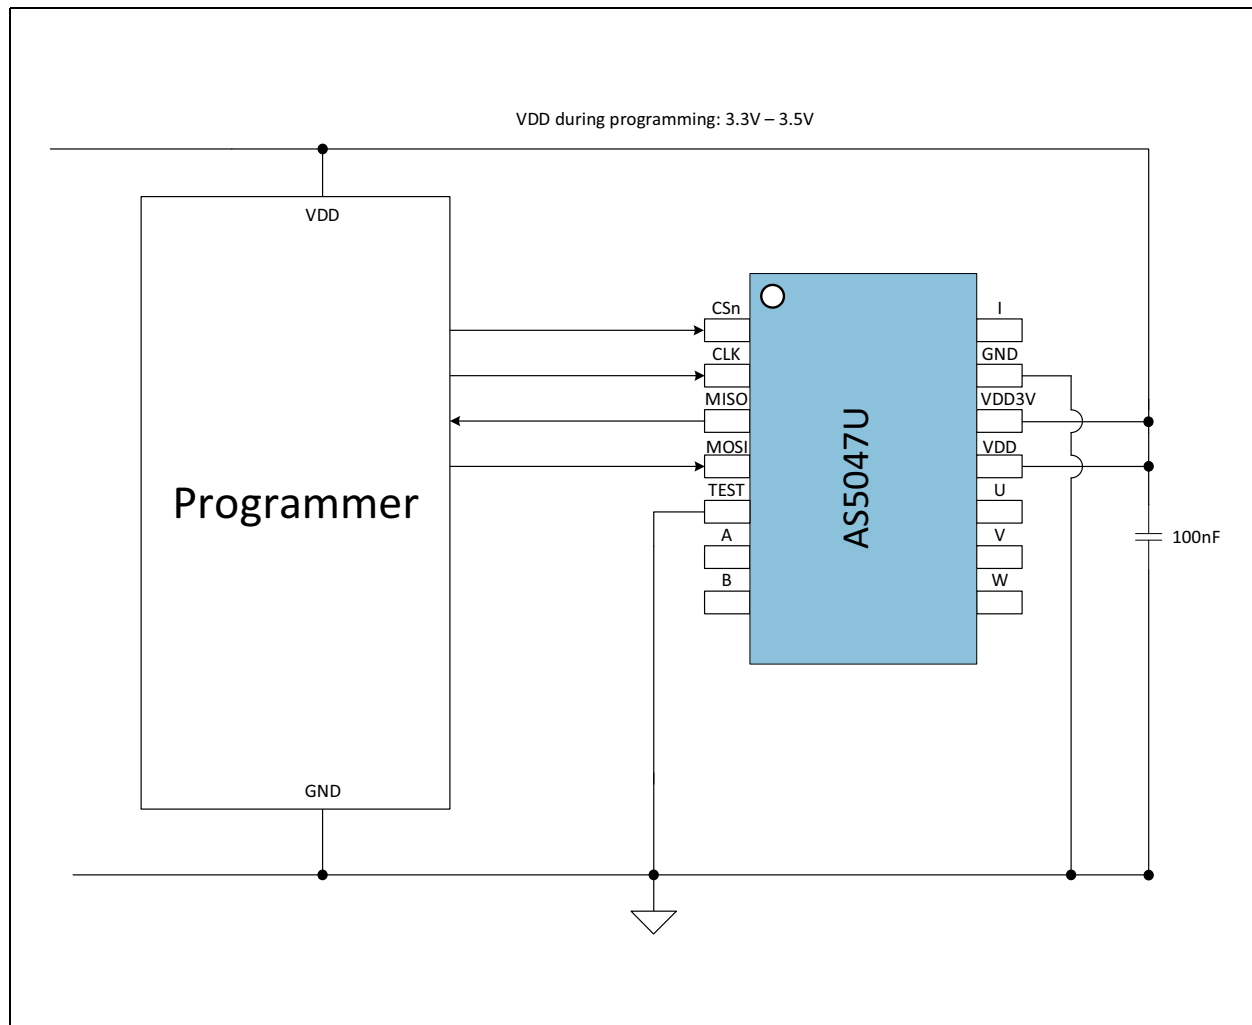 VDD during programming: 3.3V – 3.5V
VDD
Programmer
GND
CSn
CLK
MISO
MOSI
TEST
A
B
AS5047U
I
GND
VDD3V
VDD
U
V
W
100nF